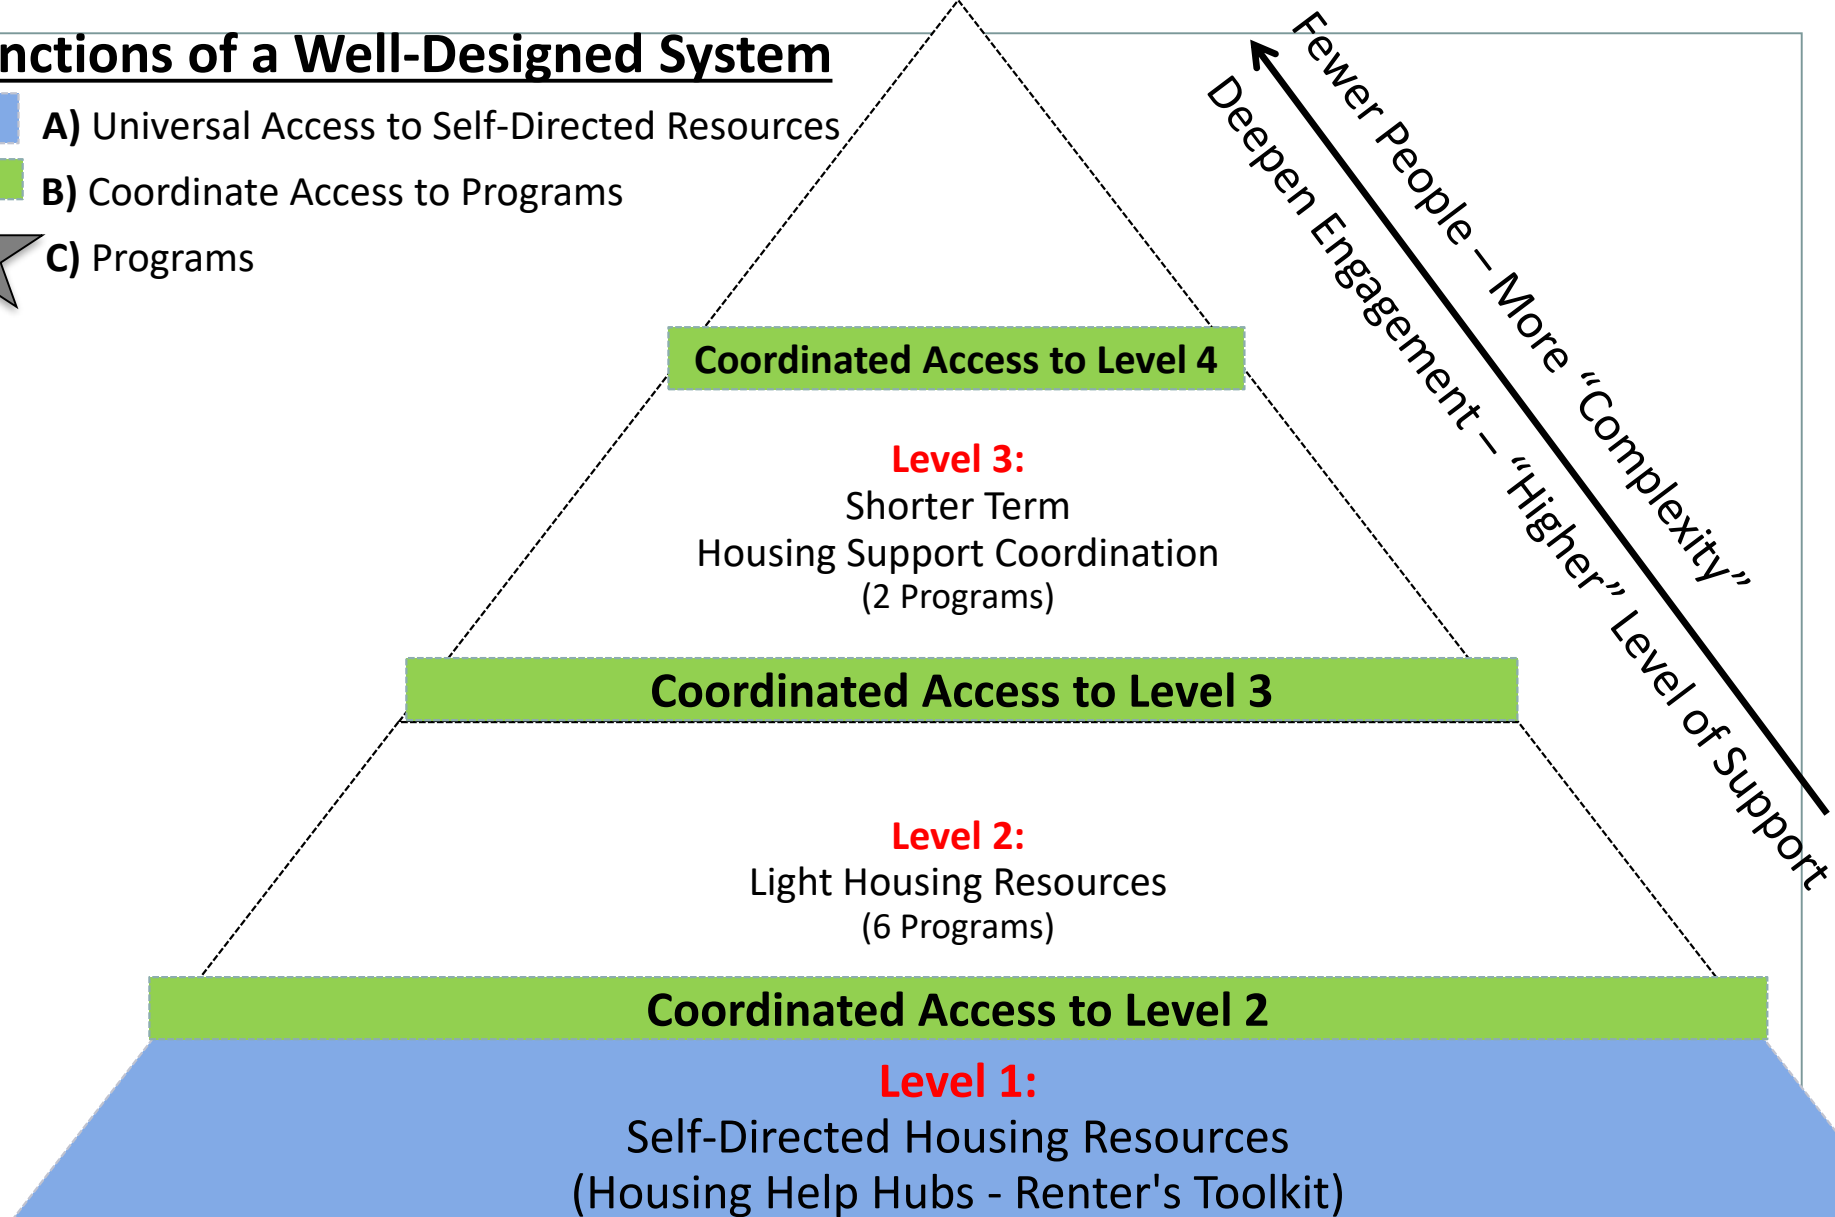 nctions of a Well-Designed System
A) Universal Access to Self-Directed Resources
B) Coordinate Access to Programs
C) Programs
Fewer People – More “Complexity”
Deepen Engagement – “Higher” Level of Support
Coordinated Access to Level 4
Level 3:
Shorter Term
Housing Support Coordination
(2 Programs)
Coordinated Access to Level 3
Level 2:
Light Housing Resources
(6 Programs)
Coordinated Access to Level 2
Level 1:
Self-Directed Housing Resources
(Housing Help Hubs - Renter's Toolkit)